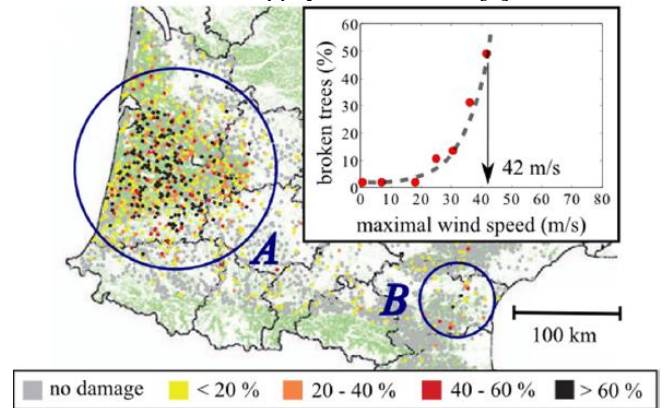 60
50
40
30
20
10
0
broken trees (%)
0 10 20 30 40 50 60 70 80
maximal wind speed (m/s)
42 m/s
A
B
100 km
no damage < 20 % 20 - 40 % 40 - 60 % > 60 %